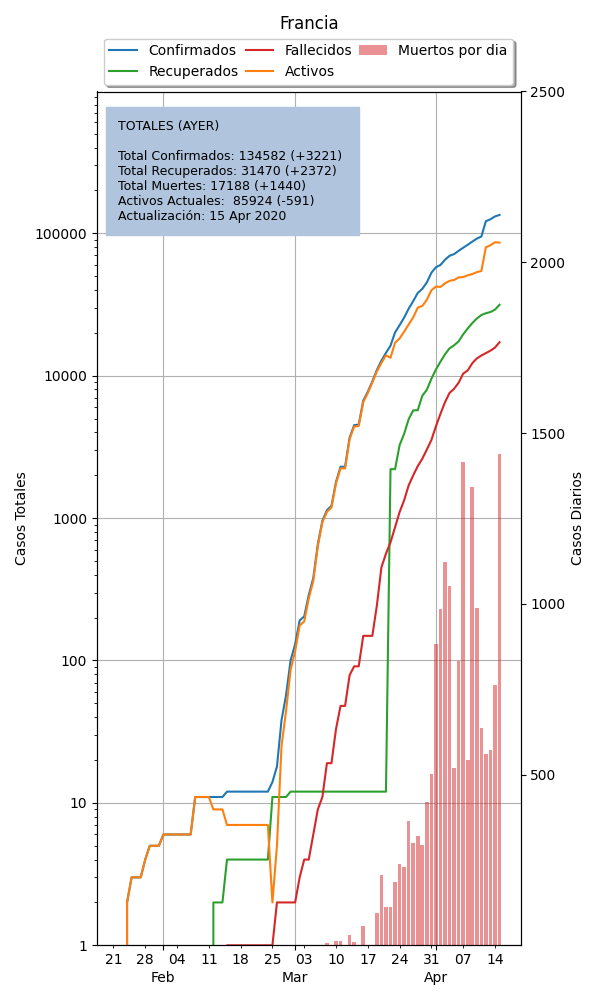 Francia
Confirmados
Fallecidos
Muertos por dia
Recuperados
Activos
TOTALES (AYER)
Total Confirmados: 134582 (+3221)
Total Recuperados: 31470 (+2372)
Total Muertes: 17188 (+1440)
Activos Actuales:  85924 (-591)
Actualización: 15 Apr 2020
Casos Totales
100000
10000
1000
100
10
1
2500
2000
1500
1000
500
Casos Diarios
21 28 04 11 18 25 03 10 17 24 31 07 14
Feb Mar Apr